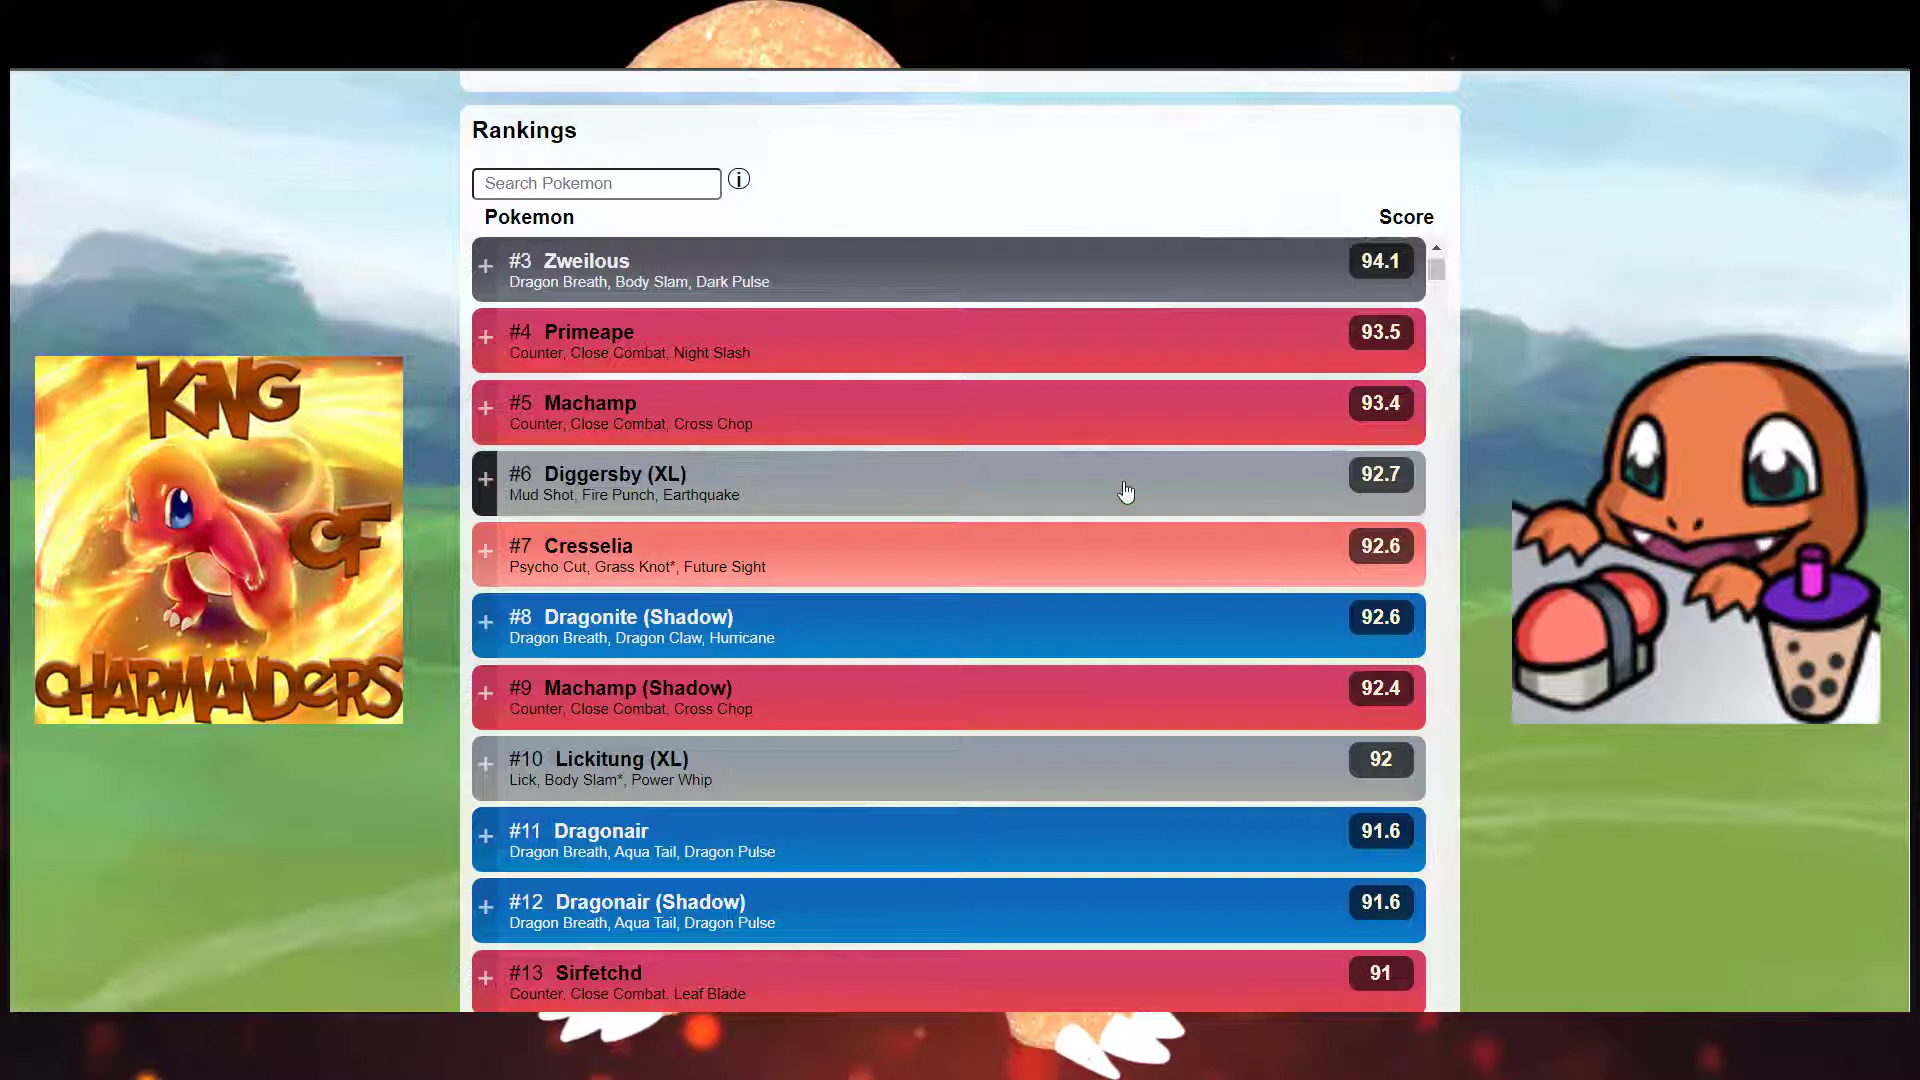 Rankings
Search Pokemon
i
Pokemon
Score
#3 Zweilous
94.1
Dragon Breath, Body Slam, Dark Pulse
#4 Primeape
93.5
Counter, Close Combat, Night Slash
#5 Machamp
93.4
Counter, Close Combat, Cross Chop
#6 Diggersby (XL)
92.7
Mud Shot, Fire Punch, Earthquake
#7 Cresselia
92.6
Psycho Cut, Grass Knot*, Future Sight
#8 Dragonite (Shadow)
92.6
Dragon Breath, Dragon Claw, Hurricane
#9 Machamp (Shadow)
92.4
Counter, Close Combat, Cross Chop
#10 Lickitung (XL)
92
Lick, Body Slam*, Power Whip
#11 Dragonair
91.6
Dragon Breath, Aqua Tail, Dragon Pulse
#12 Dragonair (Shadow)
91.6
Dragon Breath, Aqua Tail, Dragon Pulse
#13 Sirfetchd
91
Counter, Close Combat, Leaf Blade
KING
OF
CHARMANDERS